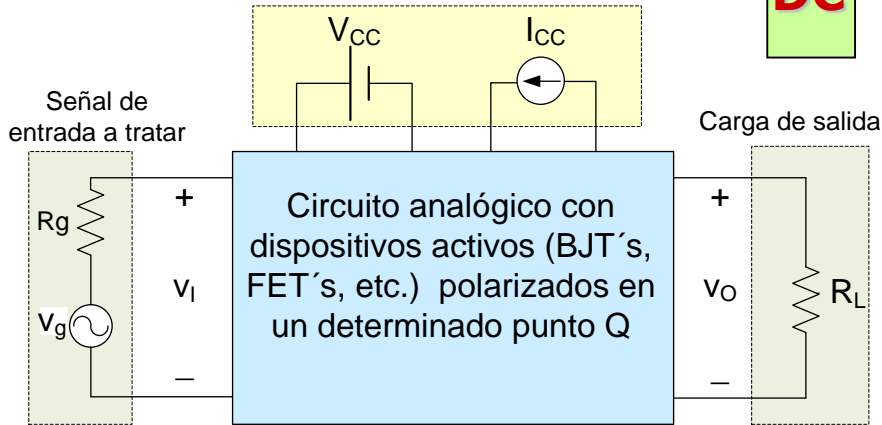 DC
V_CC
I_CC
Señal de
entrada a tratar
Carga de salida
Rg
v_g
+
v_I
–
Circuito analógico con
dispositivos activos (BJT´s,
FET´s, etc.) polarizados en
un determinado punto Q
+
v_O
–
R_L